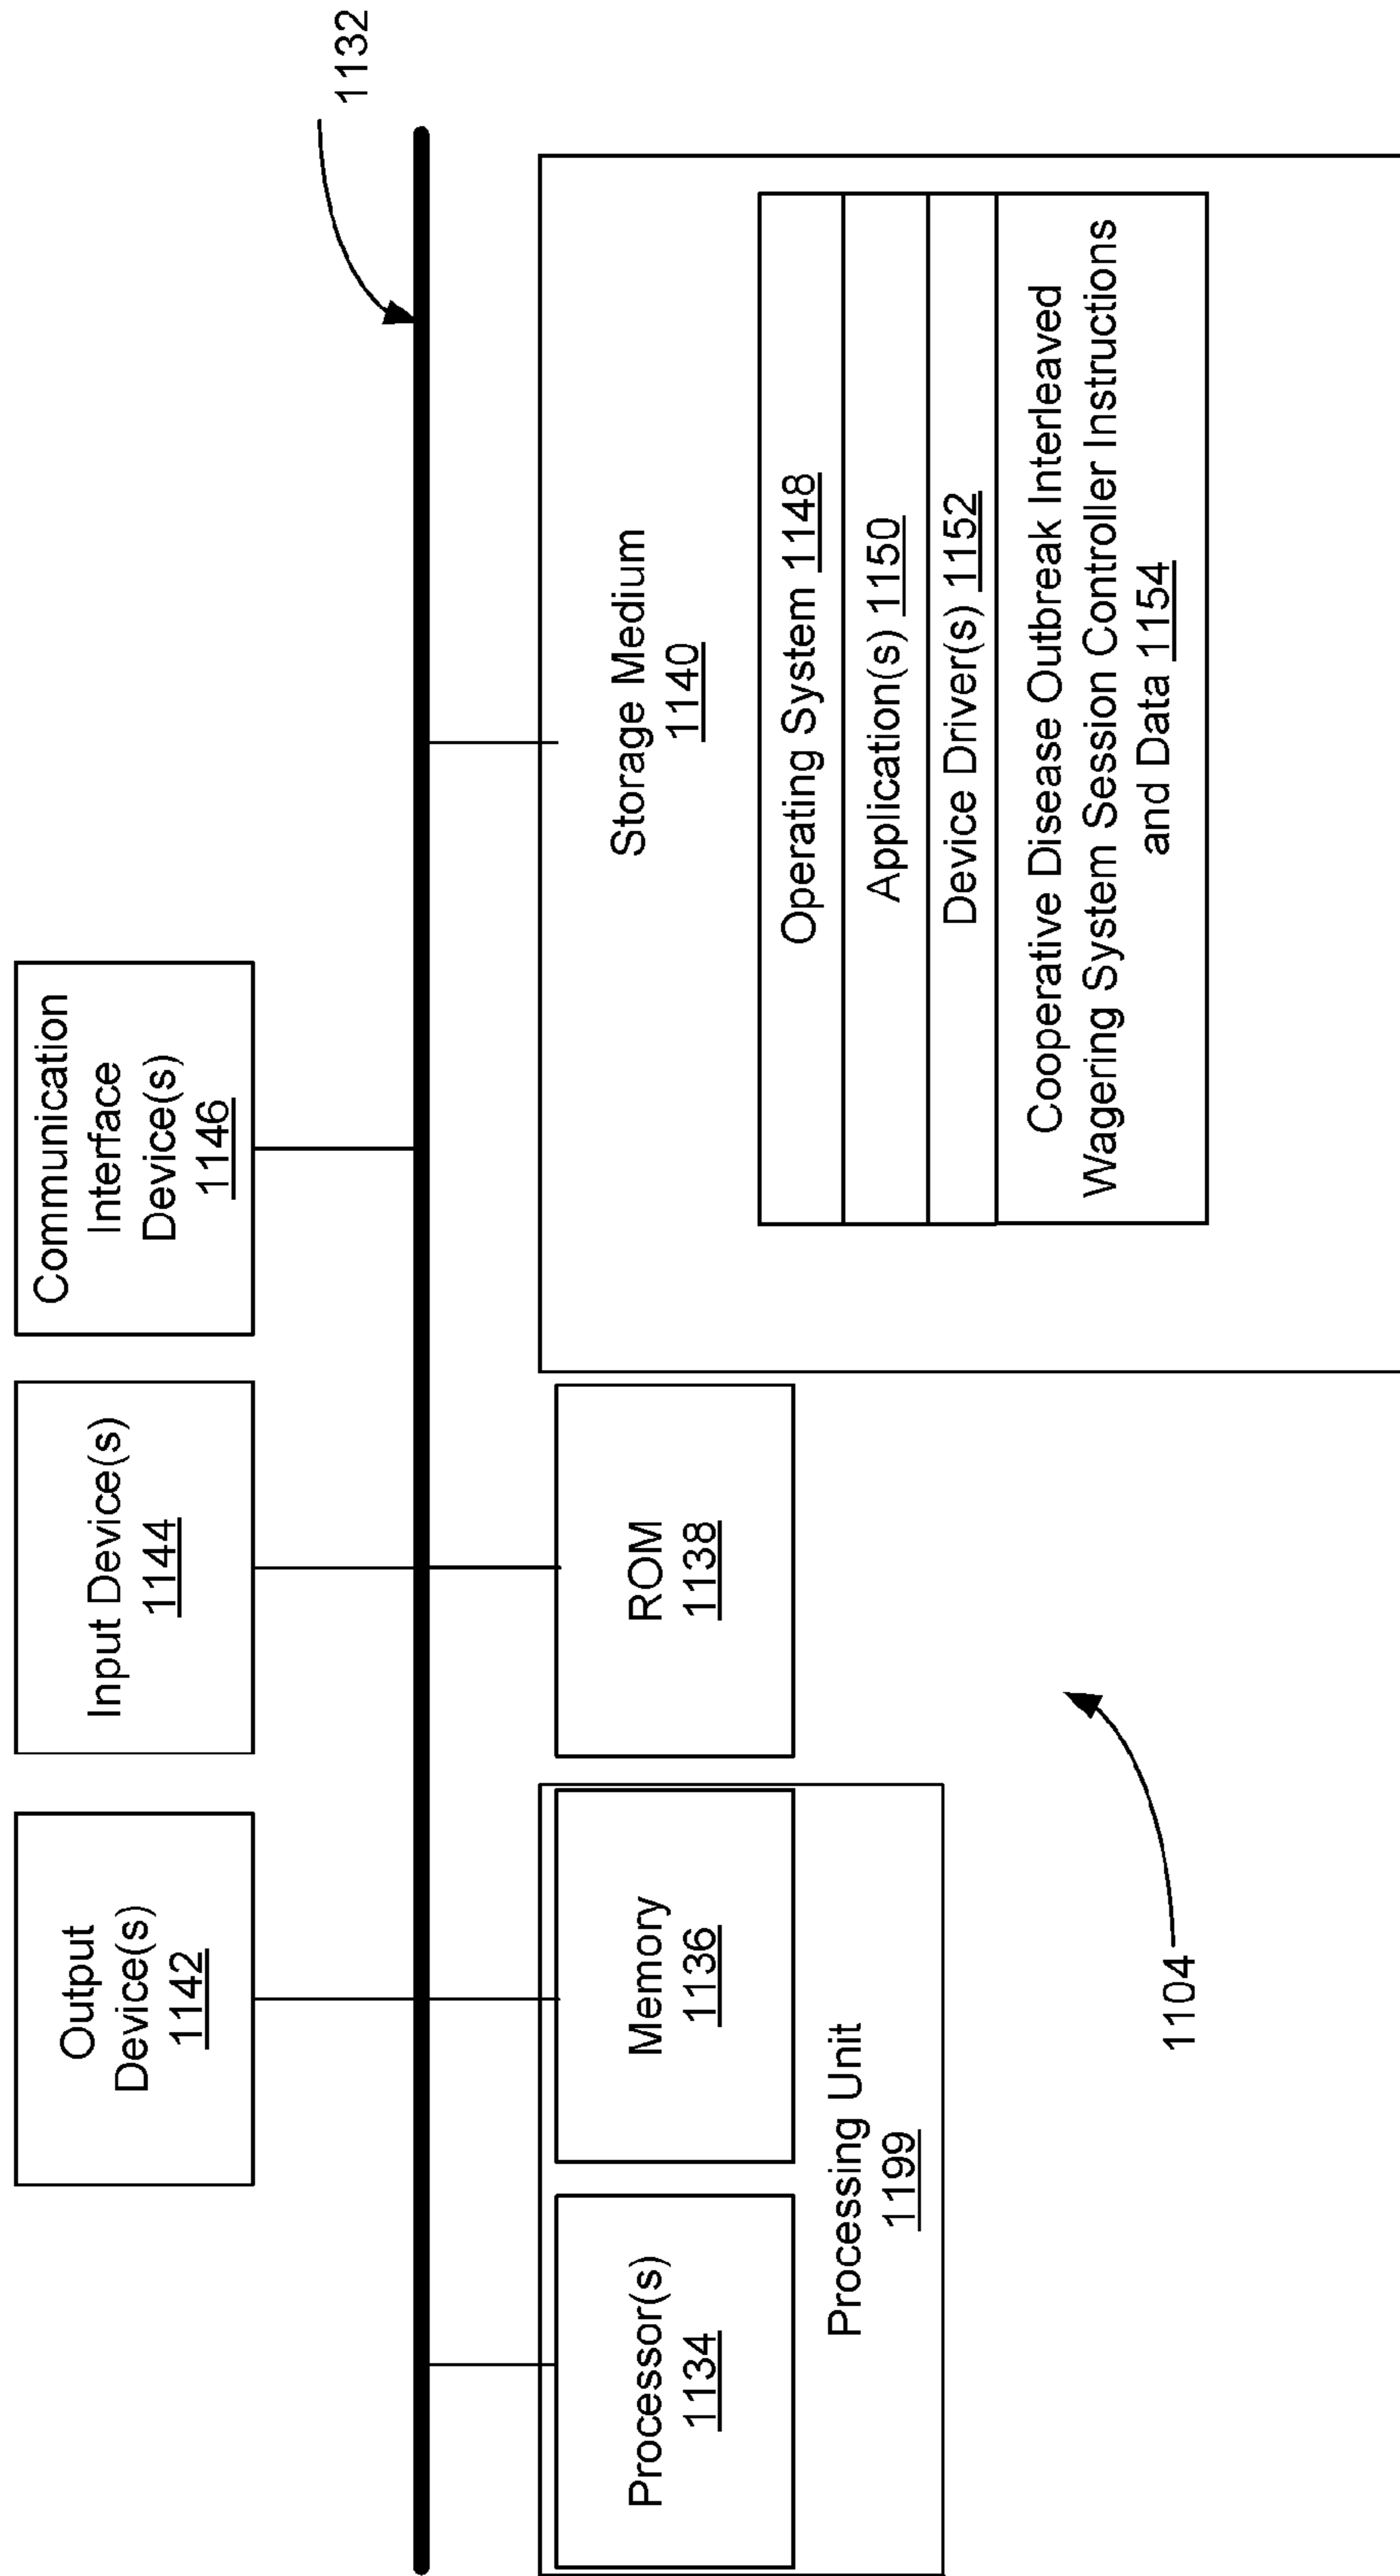 1132
Output
Device(s)
1142
Input Device(s)
1144
Communication
Interface
Device(s)
1146
Processor(s)
1134
Memory
1136
Processing Unit
1199
ROM
1138
Storage Medium
1140
Operating System 1148
Application(s) 1150
Device Driver(s) 1152
Cooperative Disease Outbreak Interleaved
Wagering System Session Controller Instructions
and Data 1154
1104